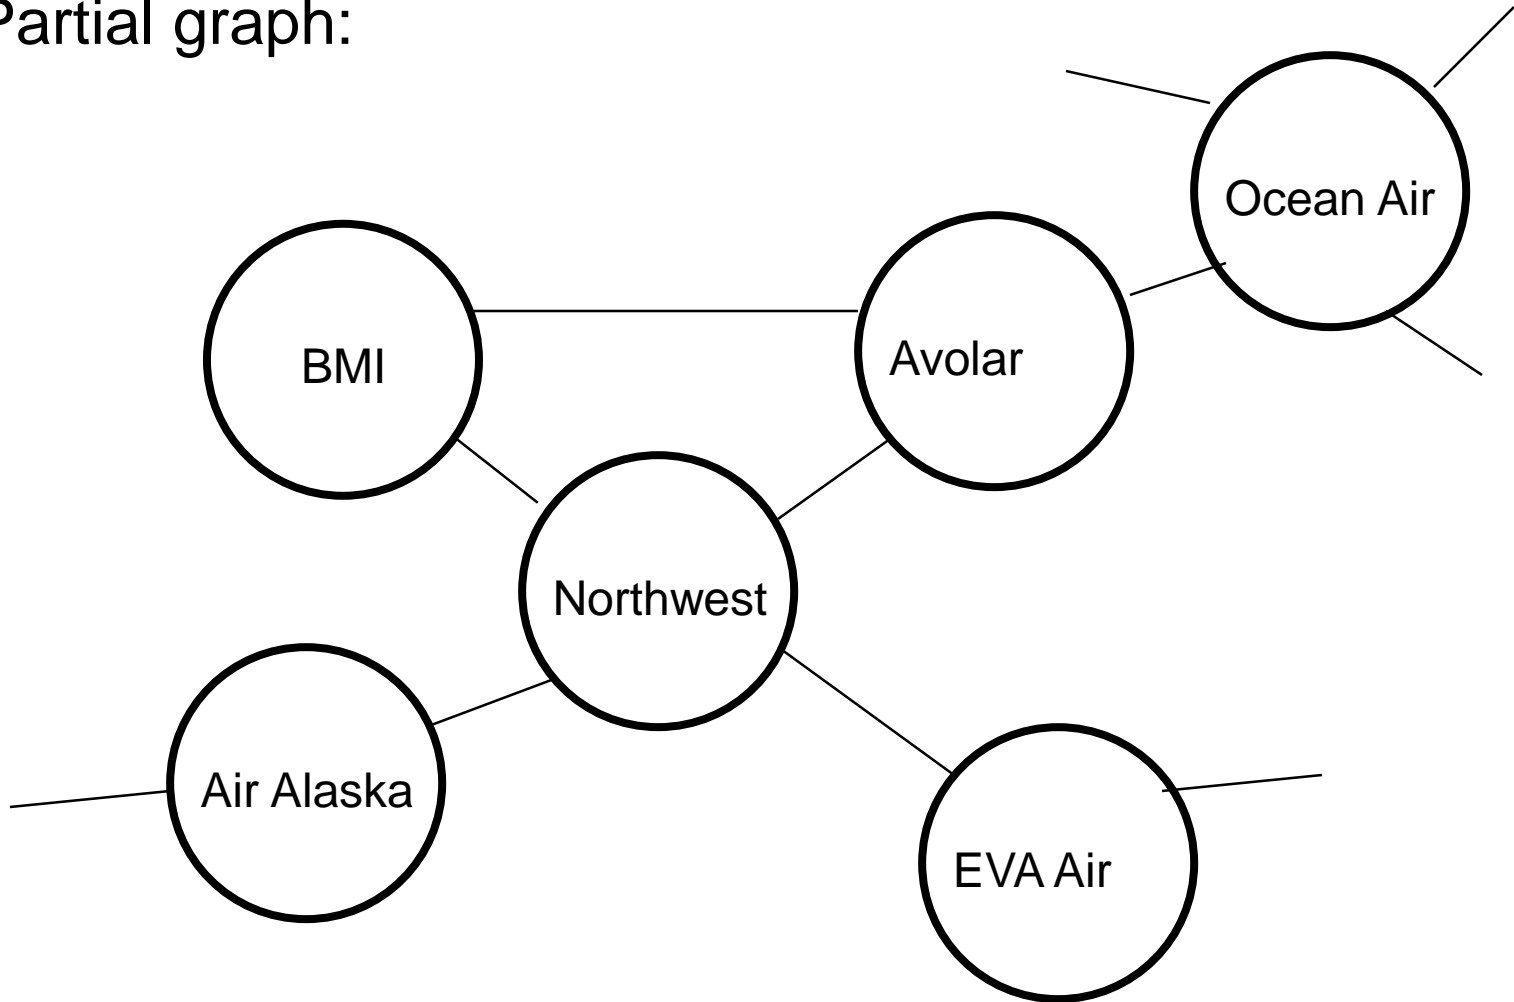 Partial graph:
Ocean Air
BMI
Avolar
Northwest
Air Alaska
EVA Air